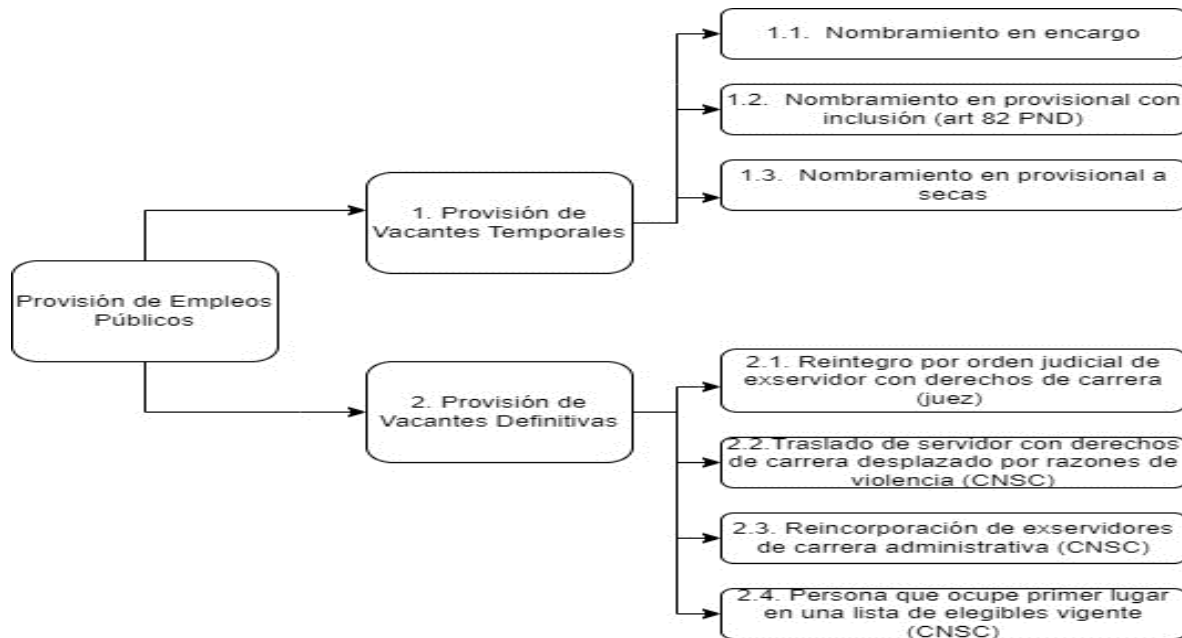 Provisión de Empleos
Públicos
1. Provisión de
Vacantes Temporales
1.1. Nombramiento en encargo
1.2. Nombramiento en provisional con
inclusión (art 82 PND)
1.3. Nombramiento en provisional a
secas
2. Provisión de
Vacantes Definitivas
2.1. Reintegro por orden judicial de
exservidor con derechos de carrera
(juez)
2.2.Traslado de servidor con derechos
de carrera desplazado por razones de
violencia (CNSC)
2.3. Reincorporación de exservidores
de carrera administrativa (CNSC)
2.4. Persona que ocupe primer lugar
en una lista de elegibles vigente
(CNSC)